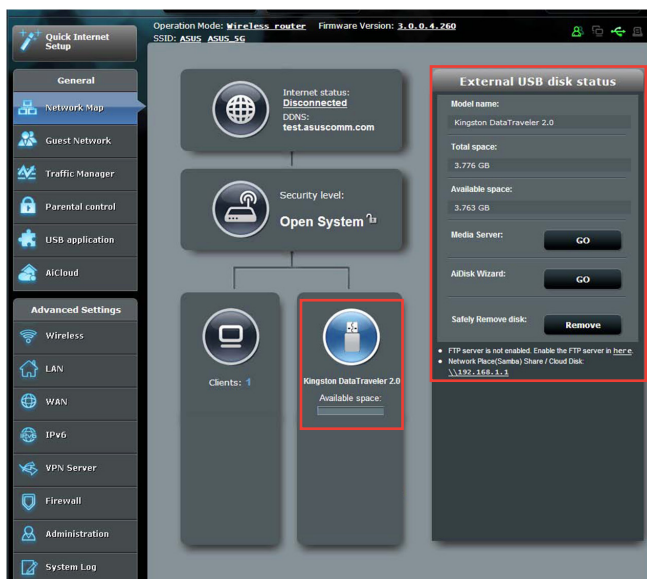 Quick Internet
Setup
Operation Mode: Wireless router Firmware Version: 3.0.0.4.260
SSID: ASUS ASUS_5G
General
Network Map
Guest Network
Traffic Manager
Parental control
USB application
AiCloud
Advanced Settings
Wireless
LAN
WAN
IPv6
VPN Server
Firewall
Administration
System Log
Internet status:
Disconnected
DDNS:
test.asuscomm.com
Security level:
Open System
Clients: 1
Kingston DataTraveler 2.0
Available space:
External USB disk status
Model name:
Kingston DataTraveler 2.0
Total space:
3.776 GB
Available space:
3.763 GB
Media Server: GO
AiDisk Wizard: GO
Safely Remove disk: Remove
FTP server is not enabled. Enable the FTP server in here.
Network Place(Samba) Share / Cloud Disk:
\\192.168.1.1